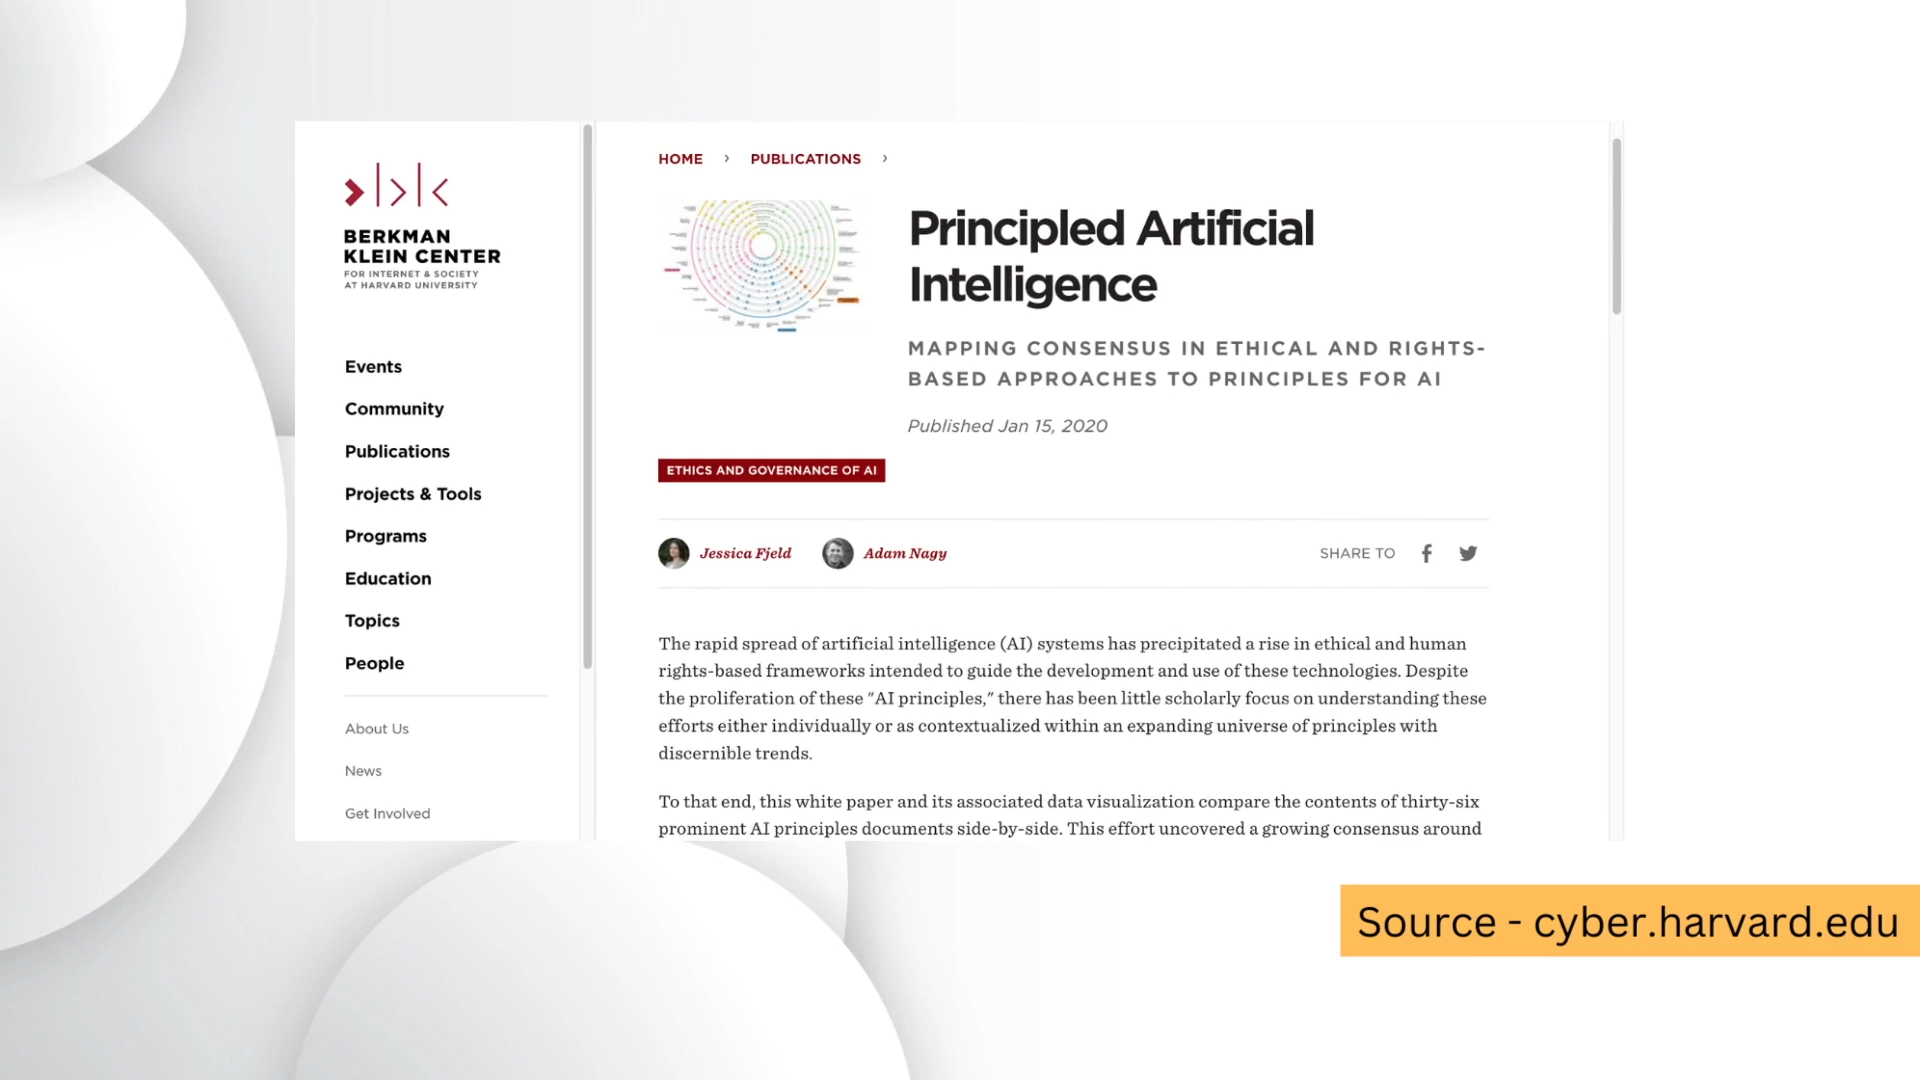 BERKMAN
KLEIN CENTER
FOR INTERNET & SOCIETY
AT HARVARD UNIVERSITY
Events
Community
Publications
Projects & Tools
Programs
Education
Topics
People
About Us
News
Get Involved
HOME › PUBLICATIONS ›
Principled Artificial
Intelligence
MAPPING CONSENSUS IN ETHICAL AND RIGHTS-
BASED APPROACHES TO PRINCIPLES FOR AI
Published Jan 15, 2020
ETHICS AND GOVERNANCE OF AI
Jessica Fjeld Adam Nagy SHARE TO
The rapid spread of artificial intelligence (AI) systems has precipitated a rise in ethical and human
rights-based frameworks intended to guide the development and use of these technologies. Despite
the proliferation of these "AI principles," there has been little scholarly focus on understanding these
efforts either individually or as contextualized within an expanding universe of principles with
discernible trends.
To that end, this white paper and its associated data visualization compare the contents of thirty-six
prominent AI principles documents side-by-side. This effort uncovered a growing consensus around
Source - cyber.harvard.edu